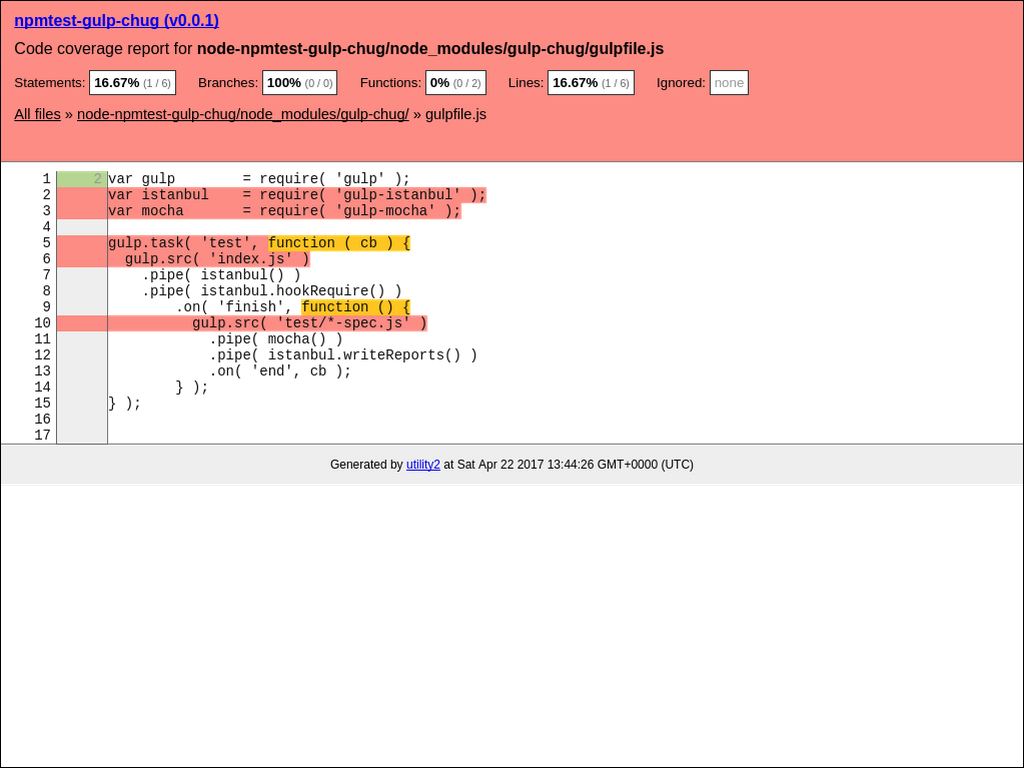 npmtest-gulp-chug (v0.0.1)
Code coverage report for node-npmtest-gulp-chug/node_modules/gulp-chug/gulpfile.js
Statements: 16.67% (1 / 6) Branches: 100% (0 / 0) Functions: 0% (0 / 2) Lines: 16.67% (1 / 6) Ignored: none
All files » node-npmtest-gulp-chug/node_modules/gulp-chug/ » gulpfile.js
1 2 var gulp        = require( 'gulp' );
2 var istanbul    = require( 'gulp-istanbul' );
3 var mocha       = require( 'gulp-mocha' );
4
5 gulp.task( 'test', function ( cb ) {
6   gulp.src( 'index.js' )
7     .pipe( istanbul() )
8     .pipe( istanbul.hookRequire() )
9         .on( 'finish', function () {
10           gulp.src( 'test/*-spec.js' )
11             .pipe( mocha() )
12             .pipe( istanbul.writeReports() )
13             .on( 'end', cb );
14         } );
15 } );
16
17
Generated by utility2 at Sat Apr 22 2017 13:44:26 GMT+0000 (UTC)